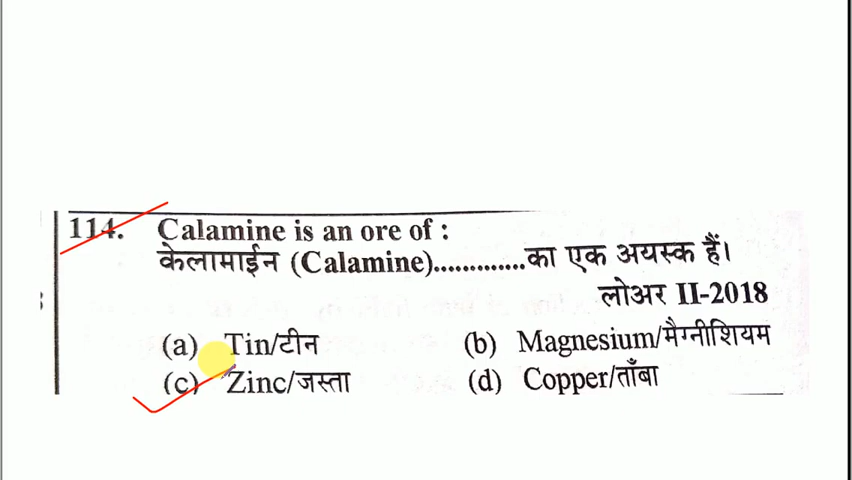 114. Calamine is an ore of :
केलामाईन (Calamine).............का एक अयस्क हैं।
लोअर II-2018
(a) Tin/टीन (b) Magnesium/मैग्नीशियम
(c) Zinc/जस्ता (d) Copper/ताँबा